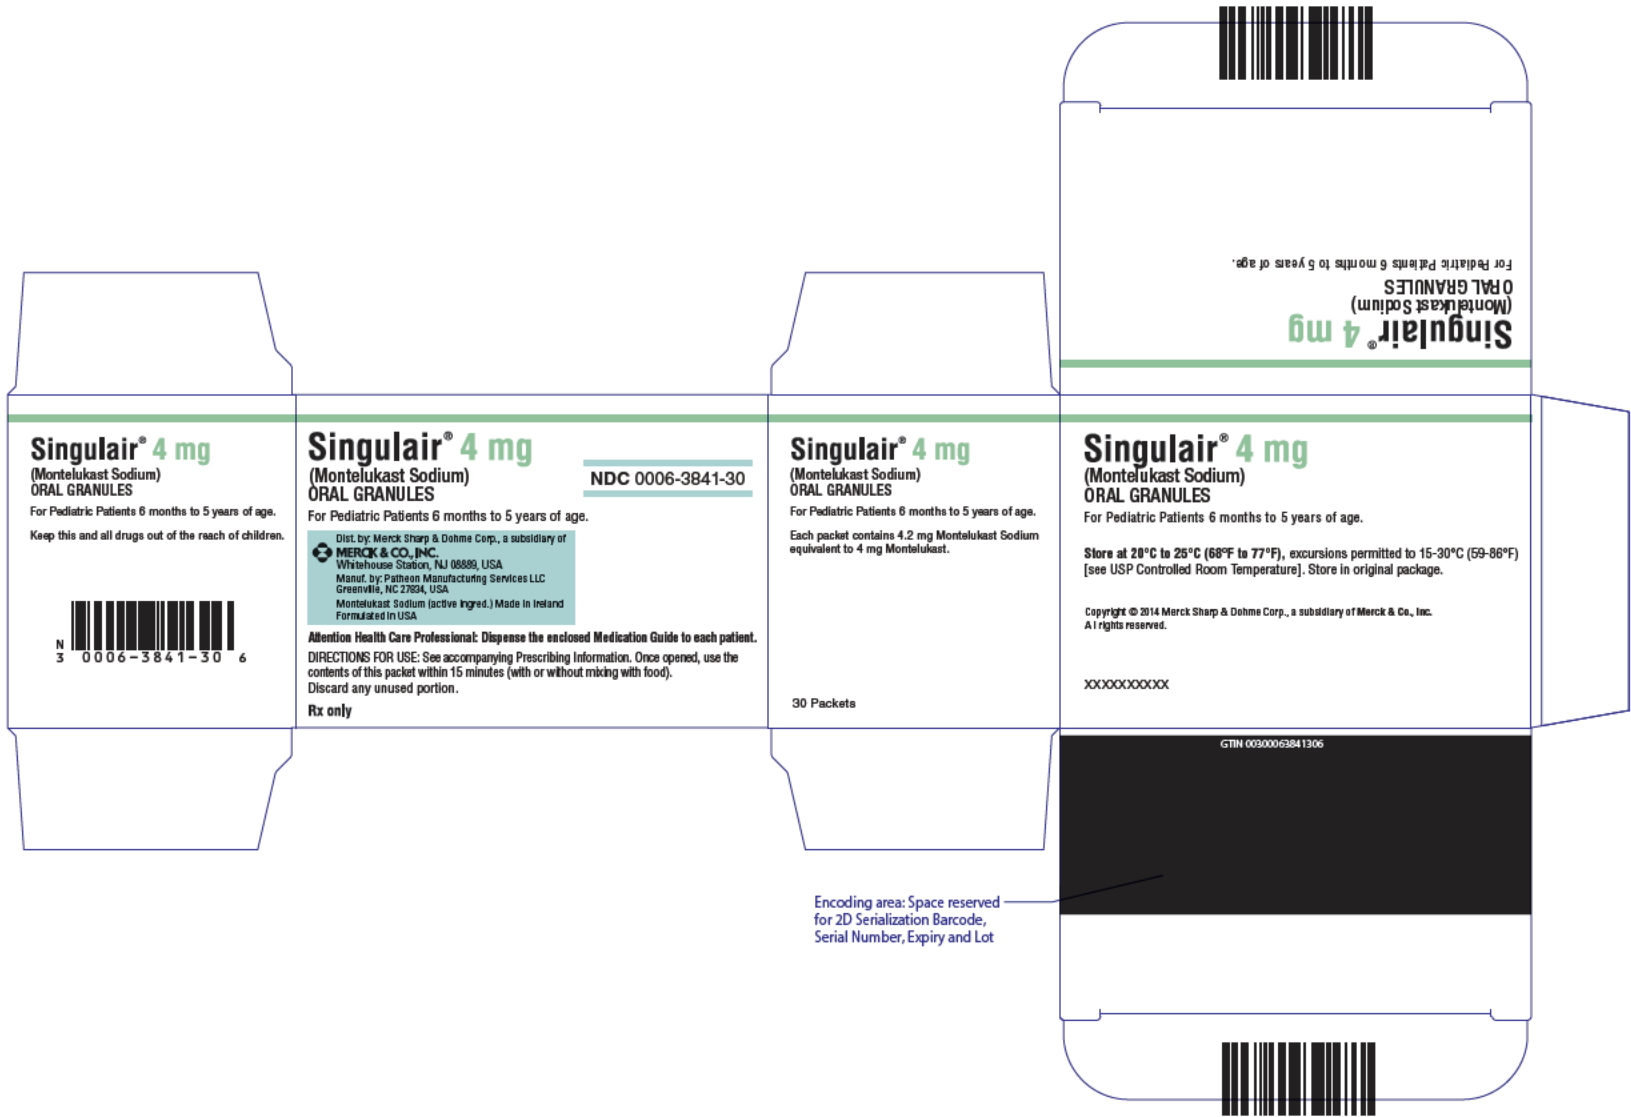 For Pediatric Patients 6 months to 5 years of age.
ORAL GRANULES
(Montelukast Sodium)
Singulair® 4 mg
Singulair® 4 mg
(Montelukast Sodium)
ORAL GRANULES
For Pediatric Patients 6 months to 5 years of age.
Keep this and all drugs out of the reach of children.
N
3 0006-3841-30 6
Singulair® 4 mg
(Montelukast Sodium)
ORAL GRANULES
For Pediatric Patients 6 months to 5 years of age.
NDC 0006-3841-30
Dist. by: Merck Sharp & Dohme Corp., a subsidiary of
MERCK & CO., INC.
Whitehouse Station, NJ 08889, USA
Manuf. by: Patheon Manufacturing Services LLC
Greenville, NC 27834, USA
Montelukast Sodium (active ingred.) Made in Ireland
Formulated in USA
Attention Health Care Professional: Dispense the enclosed Medication Guide to each patient.
DIRECTIONS FOR USE: See accompanying Prescribing Information. Once opened, use the
contents of this packet within 15 minutes (with or without mixing with food).
Discard any unused portion.
Rx only
Singulair® 4 mg
(Montelukast Sodium)
ORAL GRANULES
For Pediatric Patients 6 months to 5 years of age.
Each packet contains 4.2 mg Montelukast Sodium
equivalent to 4 mg Montelukast.
30 Packets
Singulair® 4 mg
(Montelukast Sodium)
ORAL GRANULES
For Pediatric Patients 6 months to 5 years of age.
Store at 20°C to 25°C (68°F to 77°F), excursions permitted to 15-30°C (59-86°F)
[see USP Controlled Room Temperature]. Store in original package.
Copyright © 2014 Merck Sharp & Dohme Corp., a subsidiary of Merck & Co., Inc.
All rights reserved.
XXXXXXXXXX
GTIN 00300063841306
Encoding area: Space reserved
for 2D Serialization Barcode,
Serial Number, Expiry and Lot